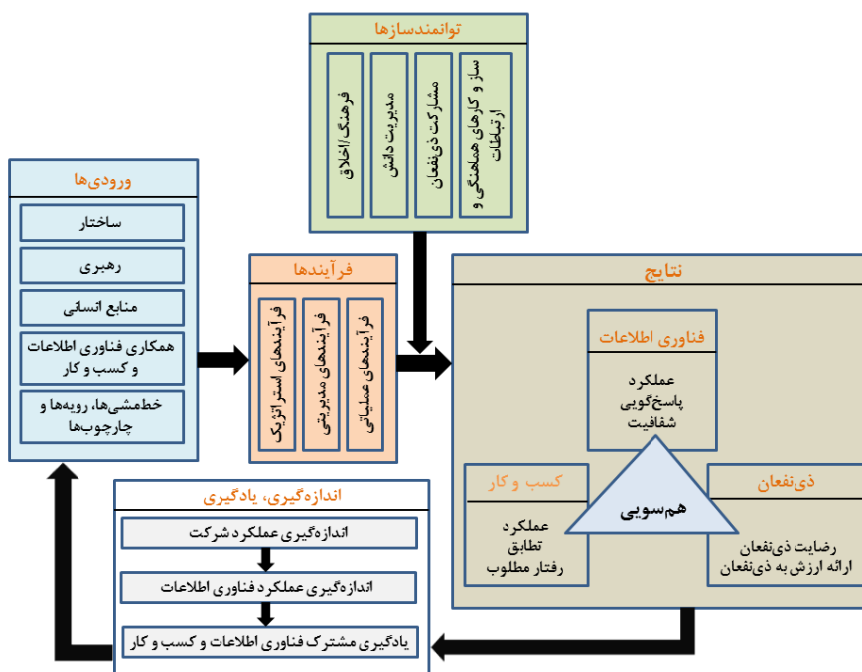 توانمندسازها
ساز و کارهای هماهنگی و
ارتباطات
مشارکت ذی‌نفعان
مدیریت دانش
فرهنگ/اخلاق
ورودی‌ها
ساختار
رهبری
منابع انسانی
همکاری فناوری اطلاعات
و کسب و کار
خط‌مشی‌ها، رویه‌ها و
چارچوب‌ها
فرآیندها
فرآیندهای استراتژیک
فرآیندهای مدیریتی
فرآیندهای عملیاتی
نتایج
فناوری اطلاعات
عملکرد
پاسخ‌گویی
شفافیت
ذی‌نفعان
رضایت ذی‌نفعان
ارائه ارزش به ذی‌نفعان
هم‌سویی
کسب و کار
عملکرد
تطابق
رفتار مطلوب
اندازه‌گیری، یادگیری
اندازه‌گیری عملکرد شرکت
اندازه‌گیری عملکرد فناوری اطلاعات
یادگیری مشترک فناوری اطلاعات و کسب و کار